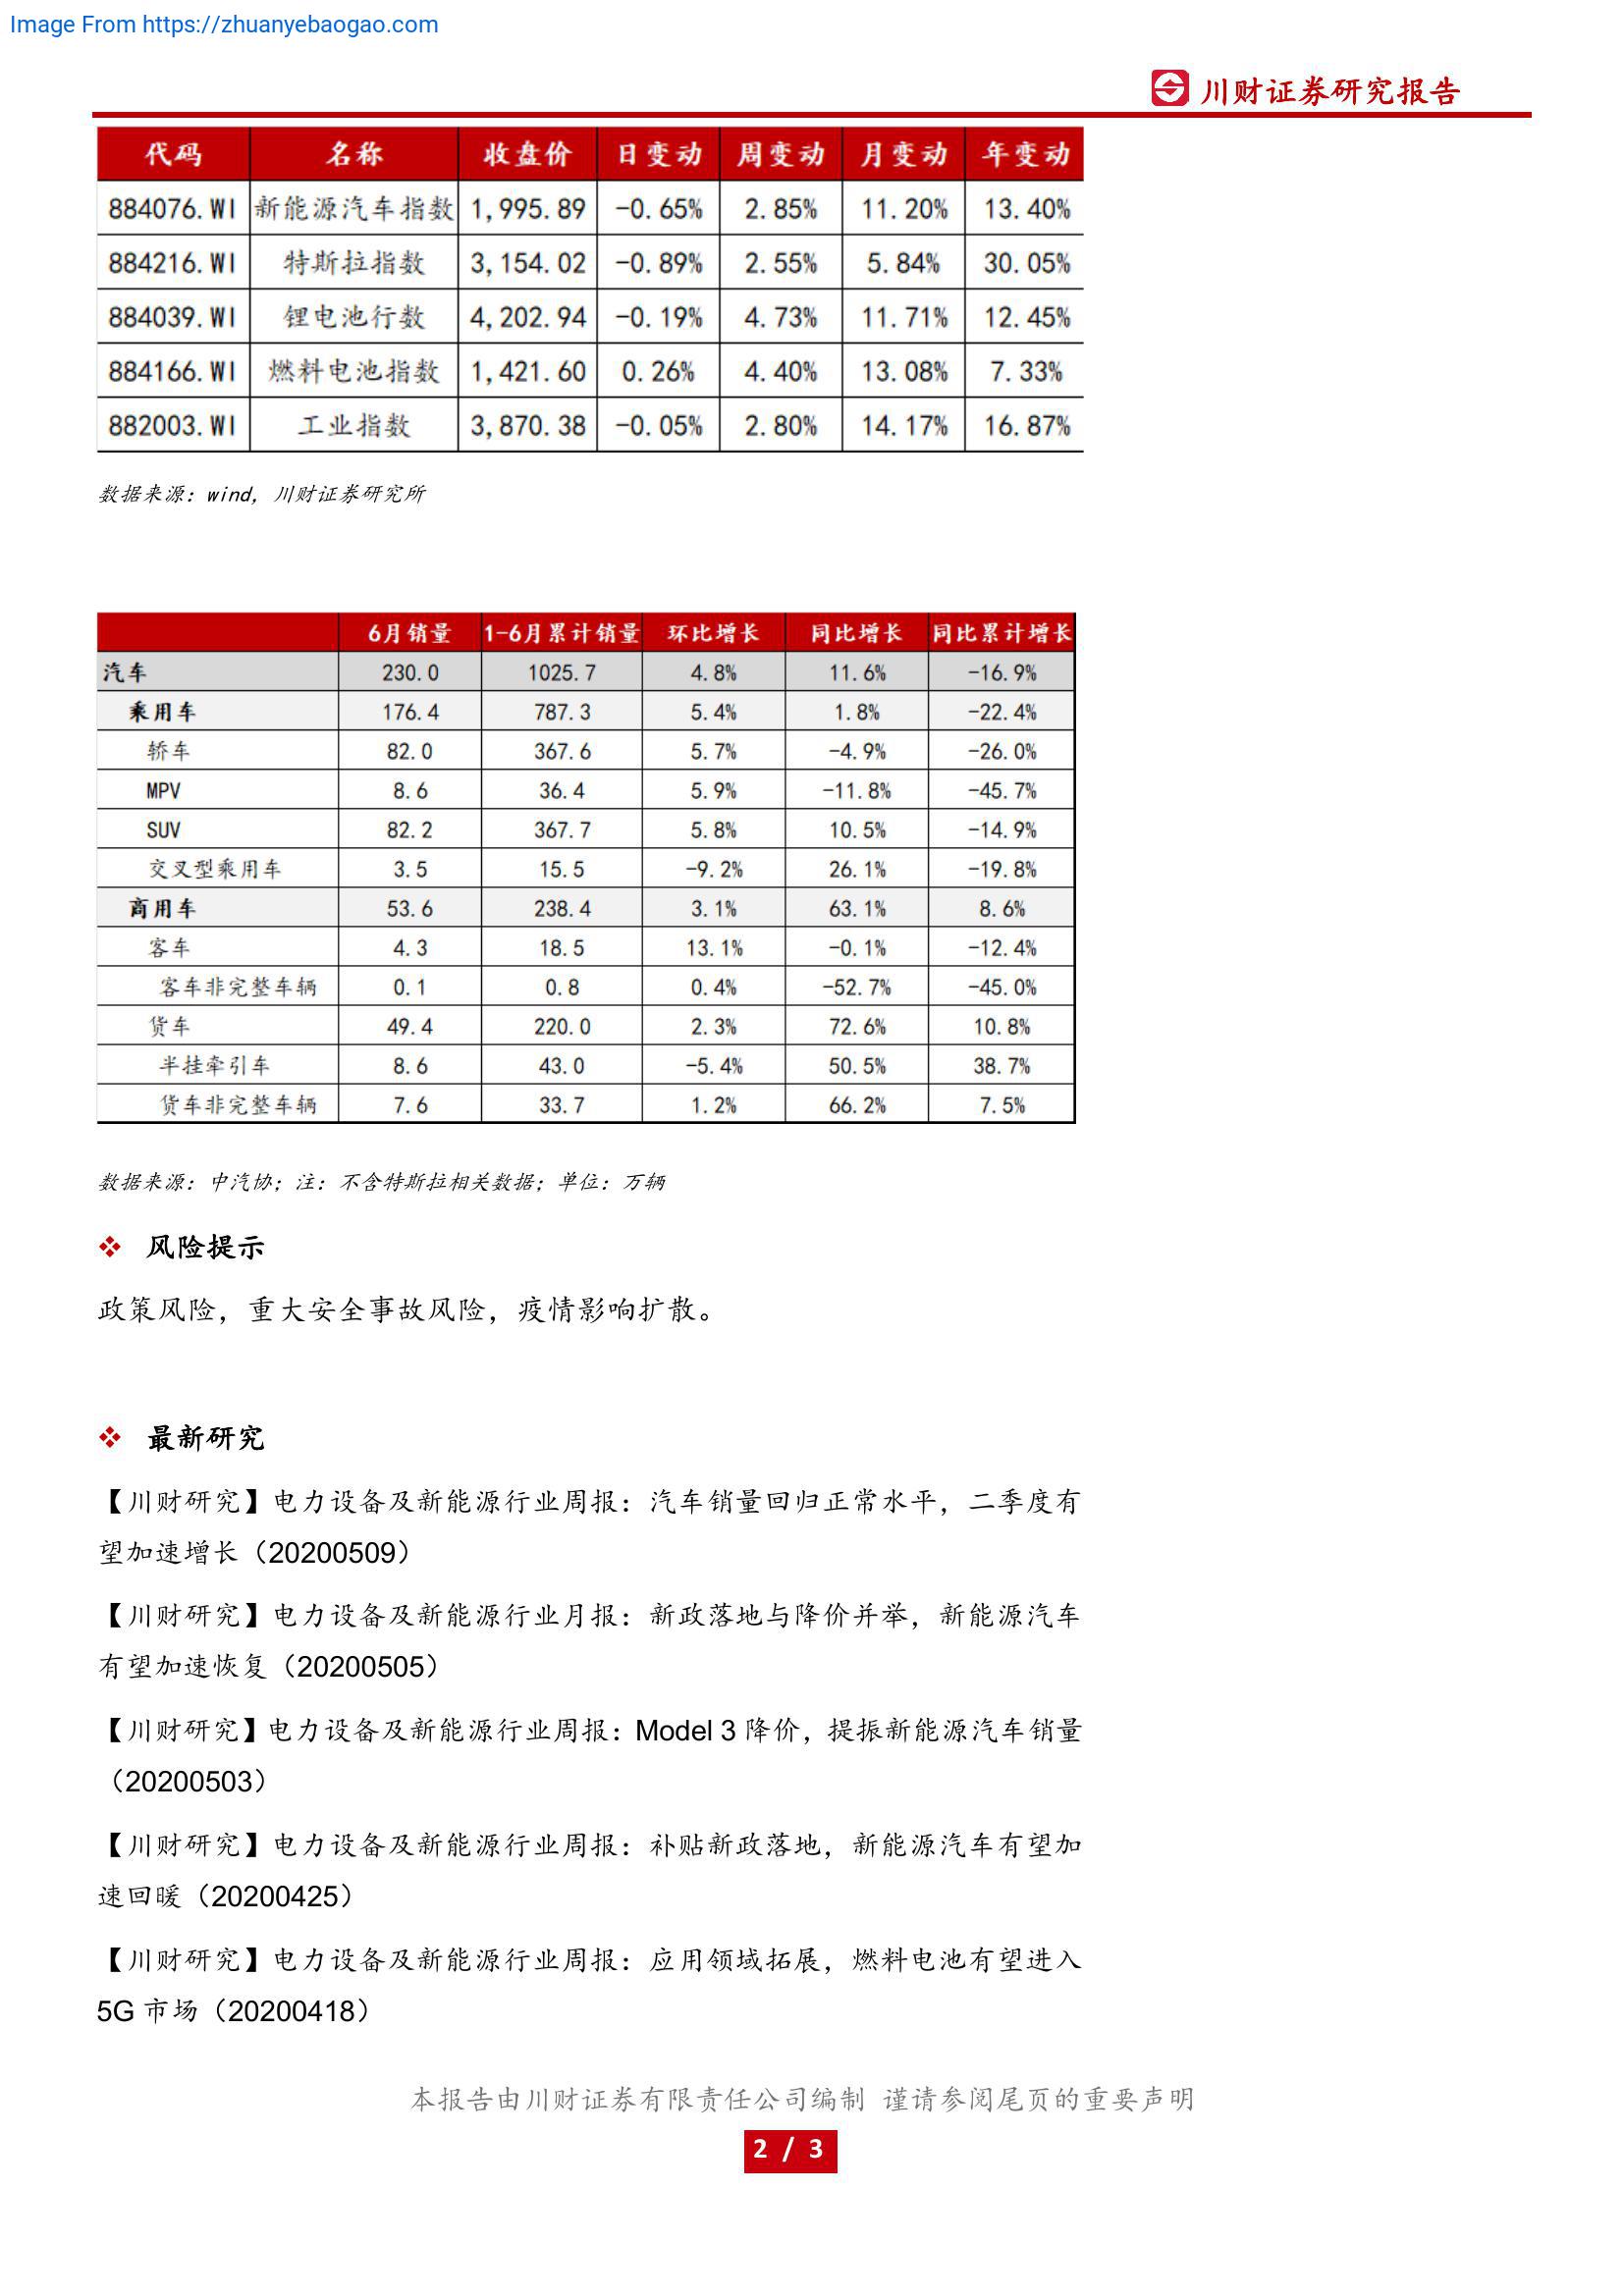 Image From https://zhuanyebaogao.com
川财证券研究报告
代码 名称 收盘价 日变动 周变动 月变动 年变动
884076.WI 新能源汽车指数 1,995.89 -0.65% 2.85% 11.20% 13.40%
884216.WI 特斯拉指数 3,154.02 -0.89% 2.55% 5.84% 30.05%
884039.WI 锂电池行数 4,202.94 -0.19% 4.73% 11.71% 12.45%
884166.WI 燃料电池指数 1,421.60 0.26% 4.40% 13.08% 7.33%
882003.WI 工业指数 3,870.38 -0.05% 2.80% 14.17% 16.87%
数据来源：wind，川财证券研究所
6月销量 1-6月累计销量 环比增长 同比增长 同比累计增长
汽车 230.0 1025.7 4.8% 11.6% -16.9%
乘用车 176.4 787.3 5.4% 1.8% -22.4%
轿车 82.0 367.6 5.7% -4.9% -26.0%
MPV 8.6 36.4 5.9% -11.8% -45.7%
SUV 82.2 367.7 5.8% 10.5% -14.9%
交叉型乘用车 3.5 15.5 -9.2% 26.1% -19.8%
商用车 53.6 238.4 3.1% 63.1% 8.6%
客车 4.3 18.5 13.1% -0.1% -12.4%
客车非完整车辆 0.1 0.8 0.4% -52.7% -45.0%
货车 49.4 220.0 2.3% 72.6% 10.8%
半挂牵引车 8.6 43.0 -5.4% 50.5% 38.7%
货车非完整车辆 7.6 33.7 1.2% 66.2% 7.5%
数据来源：中汽协；注：不含特斯拉相关数据；单位：万辆
❖ 风险提示
政策风险，重大安全事故风险，疫情影响扩散。
❖ 最新研究
【川财研究】电力设备及新能源行业周报：汽车销量回归正常水平，二季度有
望加速增长（20200509）
【川财研究】电力设备及新能源行业月报：新政落地与降价并举，新能源汽车
有望加速恢复（20200505）
【川财研究】电力设备及新能源行业周报：Model 3 降价，提振新能源汽车销量
（20200503）
【川财研究】电力设备及新能源行业周报：补贴新政落地，新能源汽车有望加
速回暖（20200425）
【川财研究】电力设备及新能源行业周报：应用领域拓展，燃料电池有望进入
5G 市场（20200418）
本报告由川财证券有限责任公司编制 谨请参阅尾页的重要声明
2 / 3